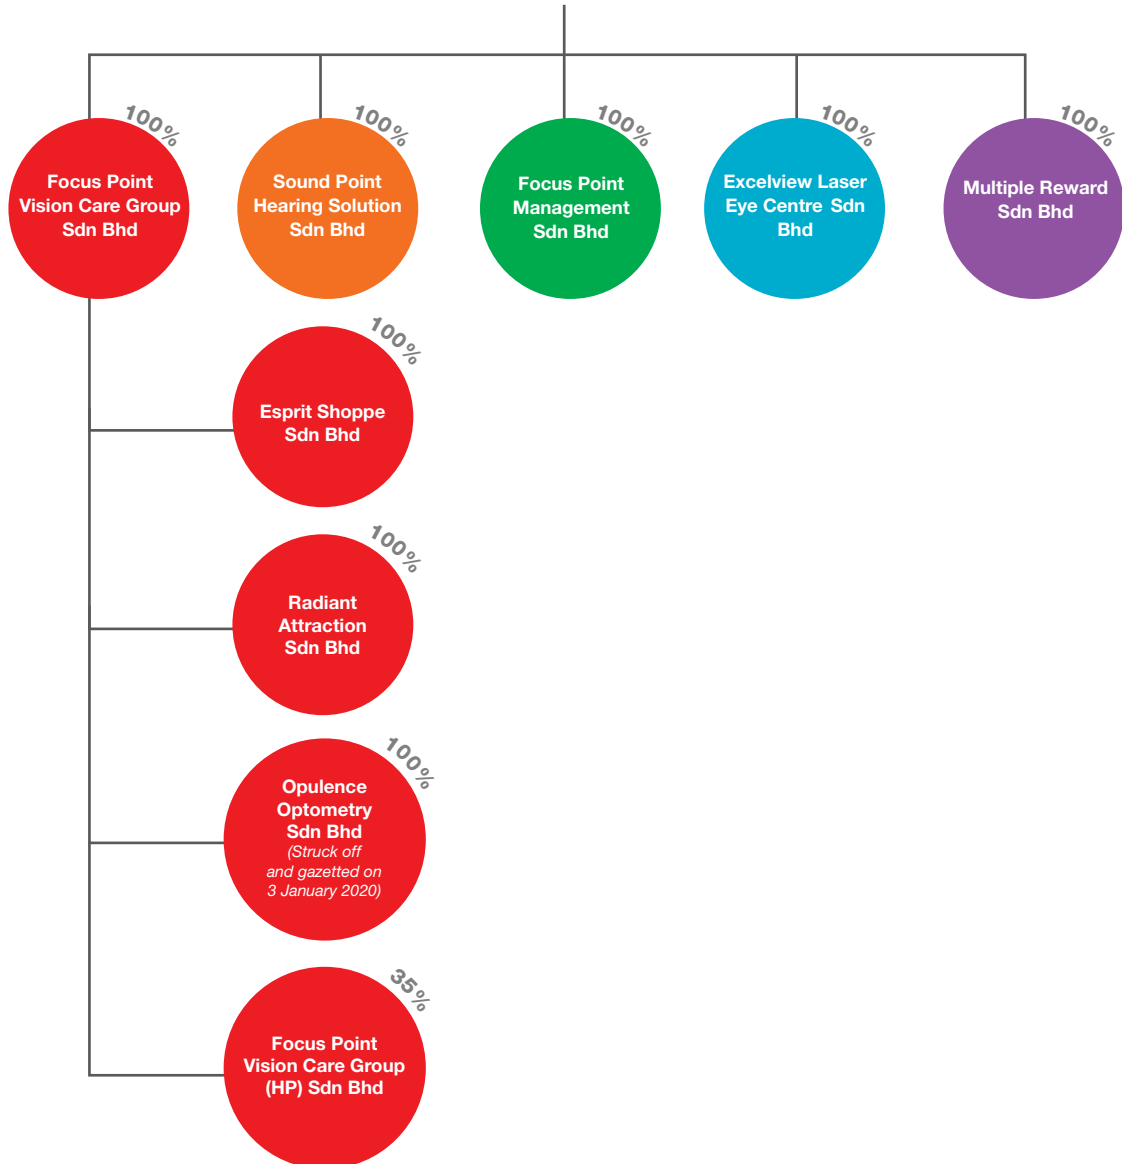 100%
Focus Point
Vision Care Group
Sdn Bhd
100%
Sound Point
Hearing Solution
Sdn Bhd
100%
Focus Point
Management
Sdn Bhd
100%
Excelview Laser
Eye Centre Sdn
Bhd
100%
Multiple Reward
Sdn Bhd
100%
Esprit Shoppe
Sdn Bhd
100%
Radiant
Attraction
Sdn Bhd
100%
Opulence
Optometry
Sdn Bhd
(Struck off
and gazetted on
3 January 2020)
35%
Focus Point
Vision Care Group
(HP) Sdn Bhd